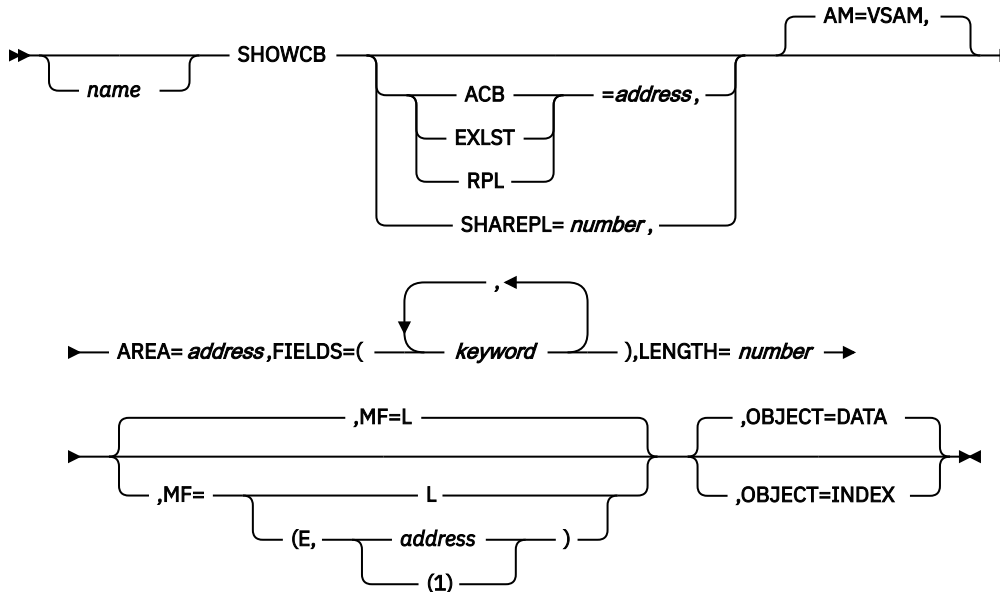 AM=VSAM,
SHOWCB
name
ACB =address,
EXLST
RPL
SHAREPL= number,
,
AREA= address,FIELDS=( keyword ),LENGTH= number
,MF=L ,OBJECT=DATA
,MF= L ,OBJECT=INDEX
(E, address )
(1)